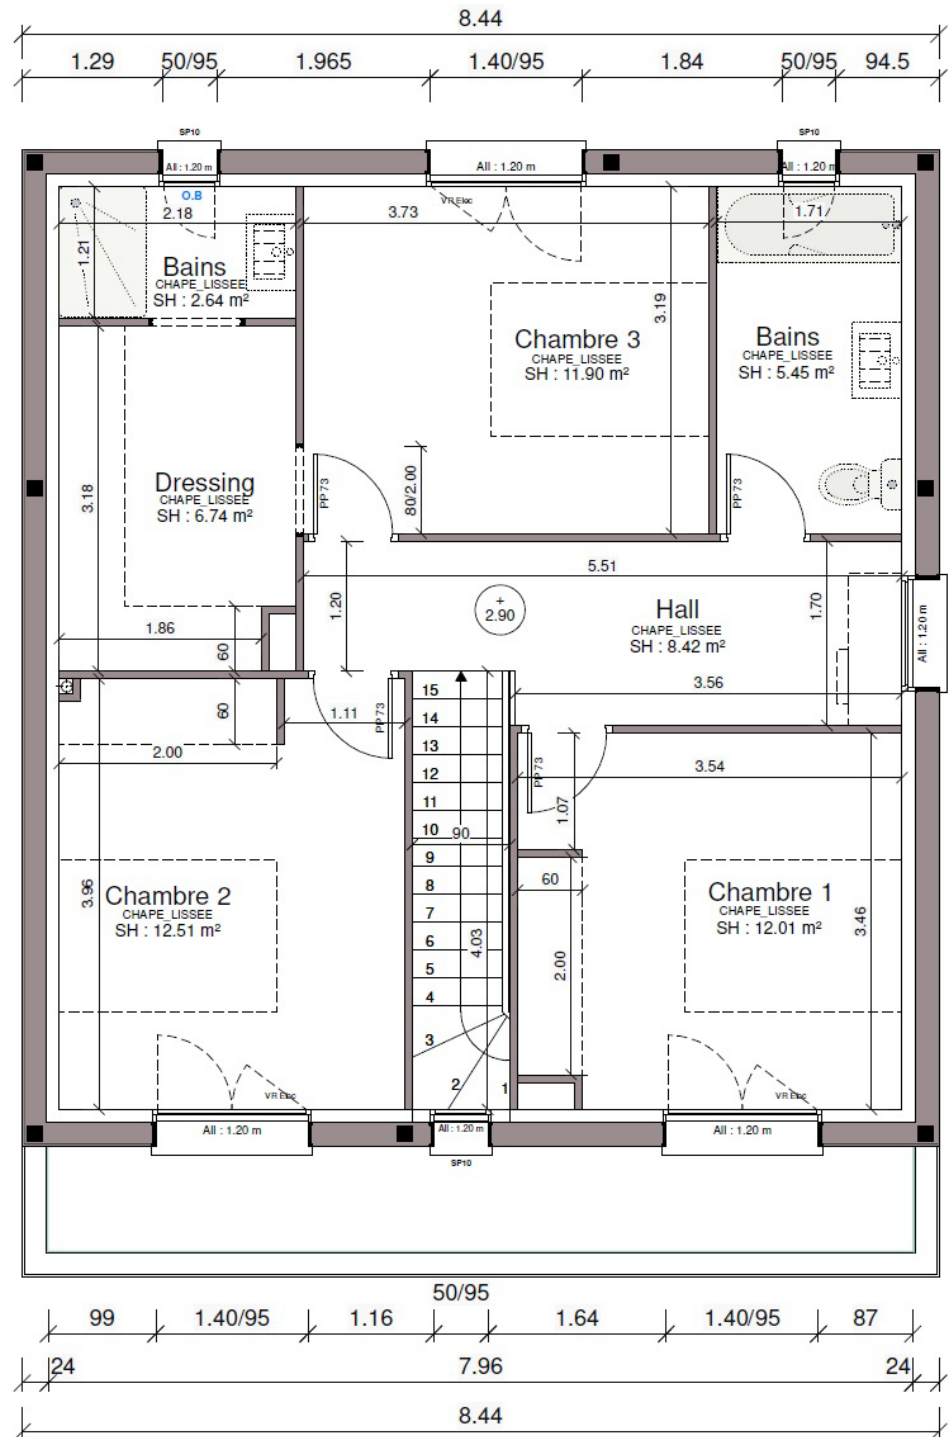 8.44
1.29 50/95 1.965 1.40/95 1.84 50/95 94.5
SP10 SP10
All : 1.20 m All : 1.20 m All : 1.20 m
O.B
VR Elec
2.18 3.73 1.71
1.21
Bains
CHAPE_LISSEE
SH : 2.64 m²
3.19
Chambre 3
CHAPE_LISSEE
SH : 11.90 m²
Bains
CHAPE_LISSEE
SH : 5.45 m²
3.18
Dressing
CHAPE_LISSEE
SH : 6.74 m²
PP 73
80/2.00
PP 73
5.51
1.20
+
2.90
Hall
CHAPE_LISSEE
SH : 8.42 m²
1.70
All : 1.20 m
1.86
60
3.56
60
1.11
PP 73
2.00
15
14
13
12
11
10
9
8
7
6
5
4
3
2
1
90
4.03
3.54
PP 73
1.07
60
2.00
3.96
Chambre 2
CHAPE_LISSEE
SH : 12.51 m²
Chambre 1
CHAPE_LISSEE
SH : 12.01 m²
3.46
VR Elec VR Elec
All : 1.20 m All : 1.20 m All : 1.20 m
SP10
50/95
99 1.40/95 1.16 1.64 1.40/95 87
24 7.96 24
8.44